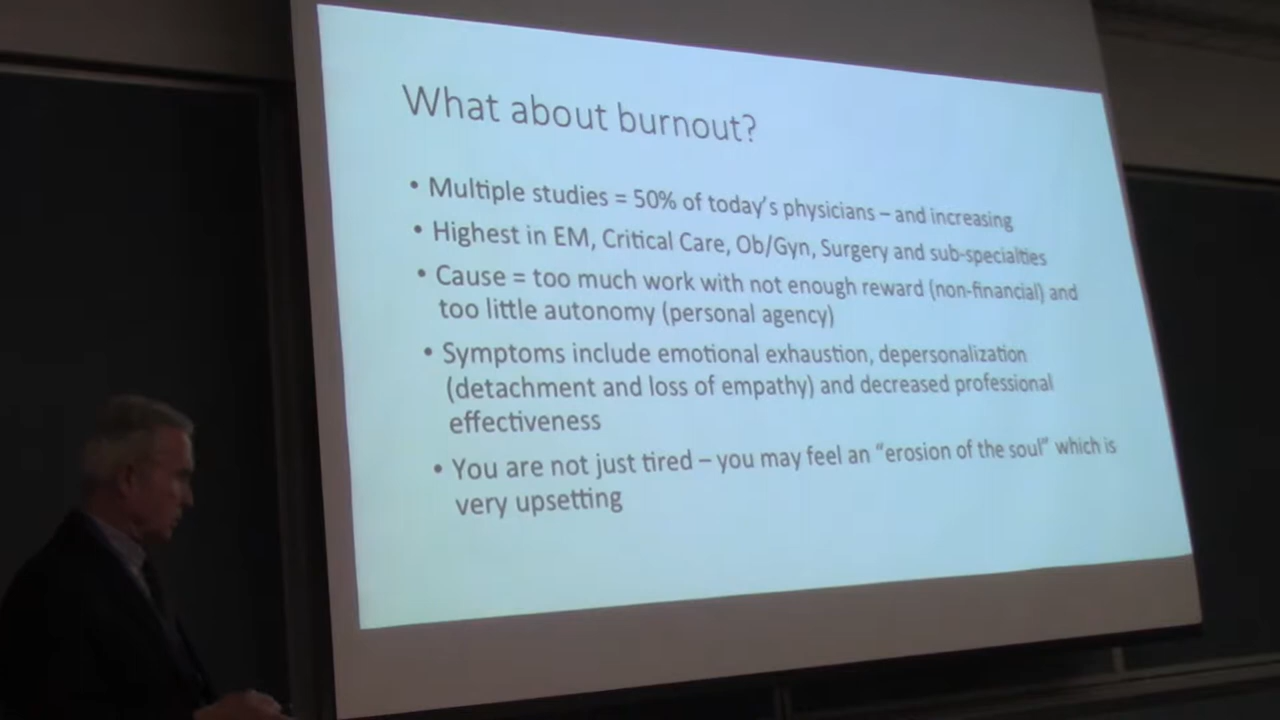 What about burnout?
• Multiple studies = 50% of today's physicians – and increasing
• Highest in EM, Critical Care, Ob/Gyn, Surgery and sub-specialties
• Cause = too much work with not enough reward (non-financial) and
too little autonomy (personal agency)
• Symptoms include emotional exhaustion, depersonalization
(detachment and loss of empathy) and decreased professional
effectiveness
• You are not just tired – you may feel an “erosion of the soul” which is
very upsetting